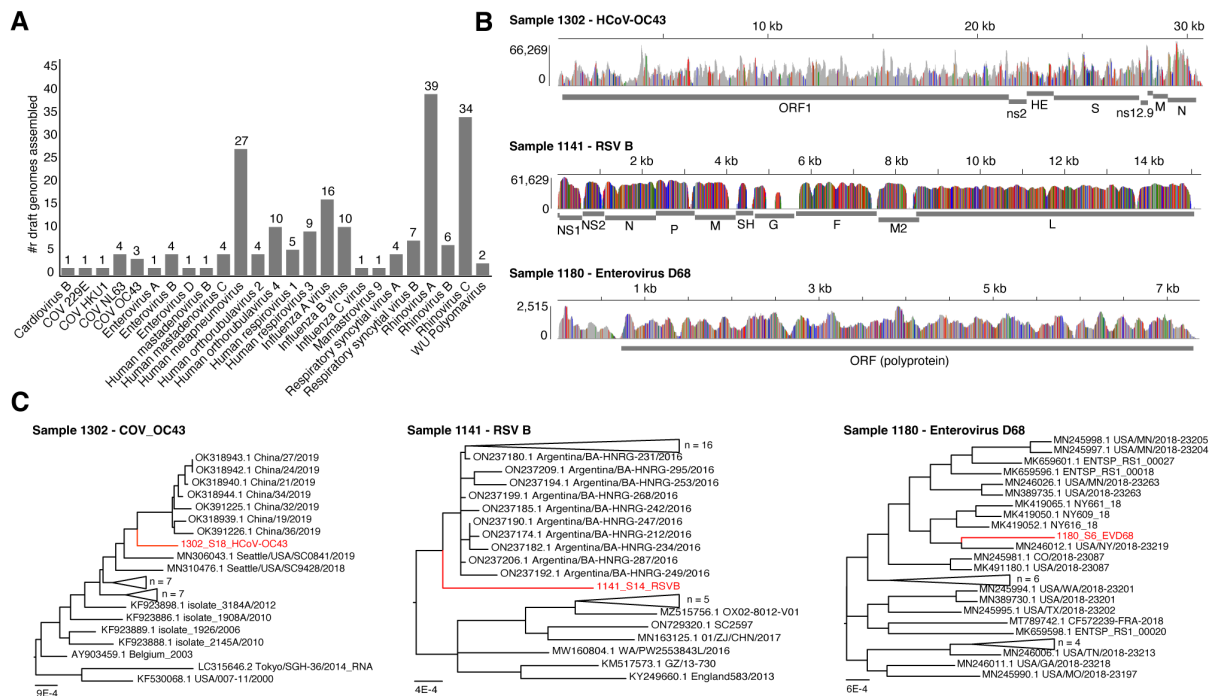 A
#r draft genomes assembled
45
40
35
30
25
20
15
10
5
0
1
1
1
4
3
1
4
1
1
4
27
4
10
5
9
16
10
1
1
4
7
39
6
34
2
Cardiovirus B
COV 229E
COV HKU1
COV NL63
COV OC43
Enterovirus A
Enterovirus B
Enterovirus D
Human mastadenovirus B
Human mastadenovirus C
Human metapneumovirus
Human orthorubulavirus 2
Human orthorubulavirus 4
Human respirovirus 1
Human respirovirus 3
Influenza A virus
Influenza B virus
Influenza C virus
Mamastrovirus 9
Respiratory syncytial virus A
Respiratory syncytial virus B
Rhinovirus A
Rhinovirus B
Rhinovirus C
WU Polyomavirus
B
Sample 1302 - HCoV-OC43
10 kb
20 kb
30 kb
66,269
0
ORF1
ns2
HE
S
ns12.9
M
N
Sample 1141 - RSV B
2 kb
4 kb
6 kb
8 kb
10 kb
12 kb
14 kb
61,629
0
NS1
NS2
N
P
M
SH
G
F
M2
L
Sample 1180 - Enterovirus D68
1 kb
3 kb
5 kb
7 kb
2,515
0
ORF (polyprotein)
C
Sample 1302 - COV_OC43
OK318943.1 China/27/2019
OK318942.1 China/24/2019
OK318940.1 China/21/2019
OK318944.1 China/34/2019
OK391225.1 China/32/2019
OK318939.1 China/19/2019
OK391226.1 China/36/2019
1302_S18_HCoV-OC43
MN306043.1 Seattle/USA/SC0841/2019
MN310476.1 Seattle/USA/SC9428/2018
n = 7
n = 7
KF923898.1 isolate_3184A/2012
KF923886.1 isolate_1908A/2010
KF923889.1 isolate_1926/2006
KF923888.1 isolate_2145A/2010
AY903459.1 Belgium_2003
LC315646.2 Tokyo/SGH-36/2014_RNA
KF530068.1 USA/007-11/2000
9E-4
Sample 1141 - RSV B
n = 16
ON237180.1 Argentina/BA-HNRG-231/2016
ON237209.1 Argentina/BA-HNRG-295/2016
ON237194.1 Argentina/BA-HNRG-253/2016
ON237199.1 Argentina/BA-HNRG-268/2016
ON237185.1 Argentina/BA-HNRG-242/2016
ON237190.1 Argentina/BA-HNRG-247/2016
ON237174.1 Argentina/BA-HNRG-212/2016
ON237182.1 Argentina/BA-HNRG-234/2016
ON237206.1 Argentina/BA-HNRG-287/2016
ON237192.1 Argentina/BA-HNRG-249/2016
1141_S14_RSVB
n = 5
MZ515756.1 OX02-8012-V01
ON729320.1 SC2597
MN163125.1 01/ZJ/CHN/2017
MW160804.1 WA/PW2553843L/2016
KM517573.1 GZ/13-730
KY249660.1 England583/2013
4E-4
Sample 1180 - Enterovirus D68
MN245998.1 USA/MN/2018-23205
MN245997.1 USA/MN/2018-23204
MK659601.1 ENTSP_RS1_00027
MK659596.1 ENTSP_RS1_00018
MN246026.1 USA/MN/2018-23263
MN389735.1 USA/2018-23263
MK419065.1 NY661_18
MK419050.1 NY609_18
MK419052.1 NY616_18
1180_S6_EVD68
MN246012.1 USA/NY/2018-23219
MN245981.1 CO/23087
MK491180.1 USA/2018-23087
n = 6
MN245994.1 USA/WA/2018-23201
MN389730.1 USA/2018-23201
MN245995.1 USA/TX/2018-23202
MT789742.1 CF572239-FRA-2018
MK659598.1 ENTSP_RS1_00020
n = 4
MN246006.1 USA/TN/2018-23213
MN246011.1 USA/GA/2018-23218
MN245990.1 USA/MO/2018-23197
6E-4